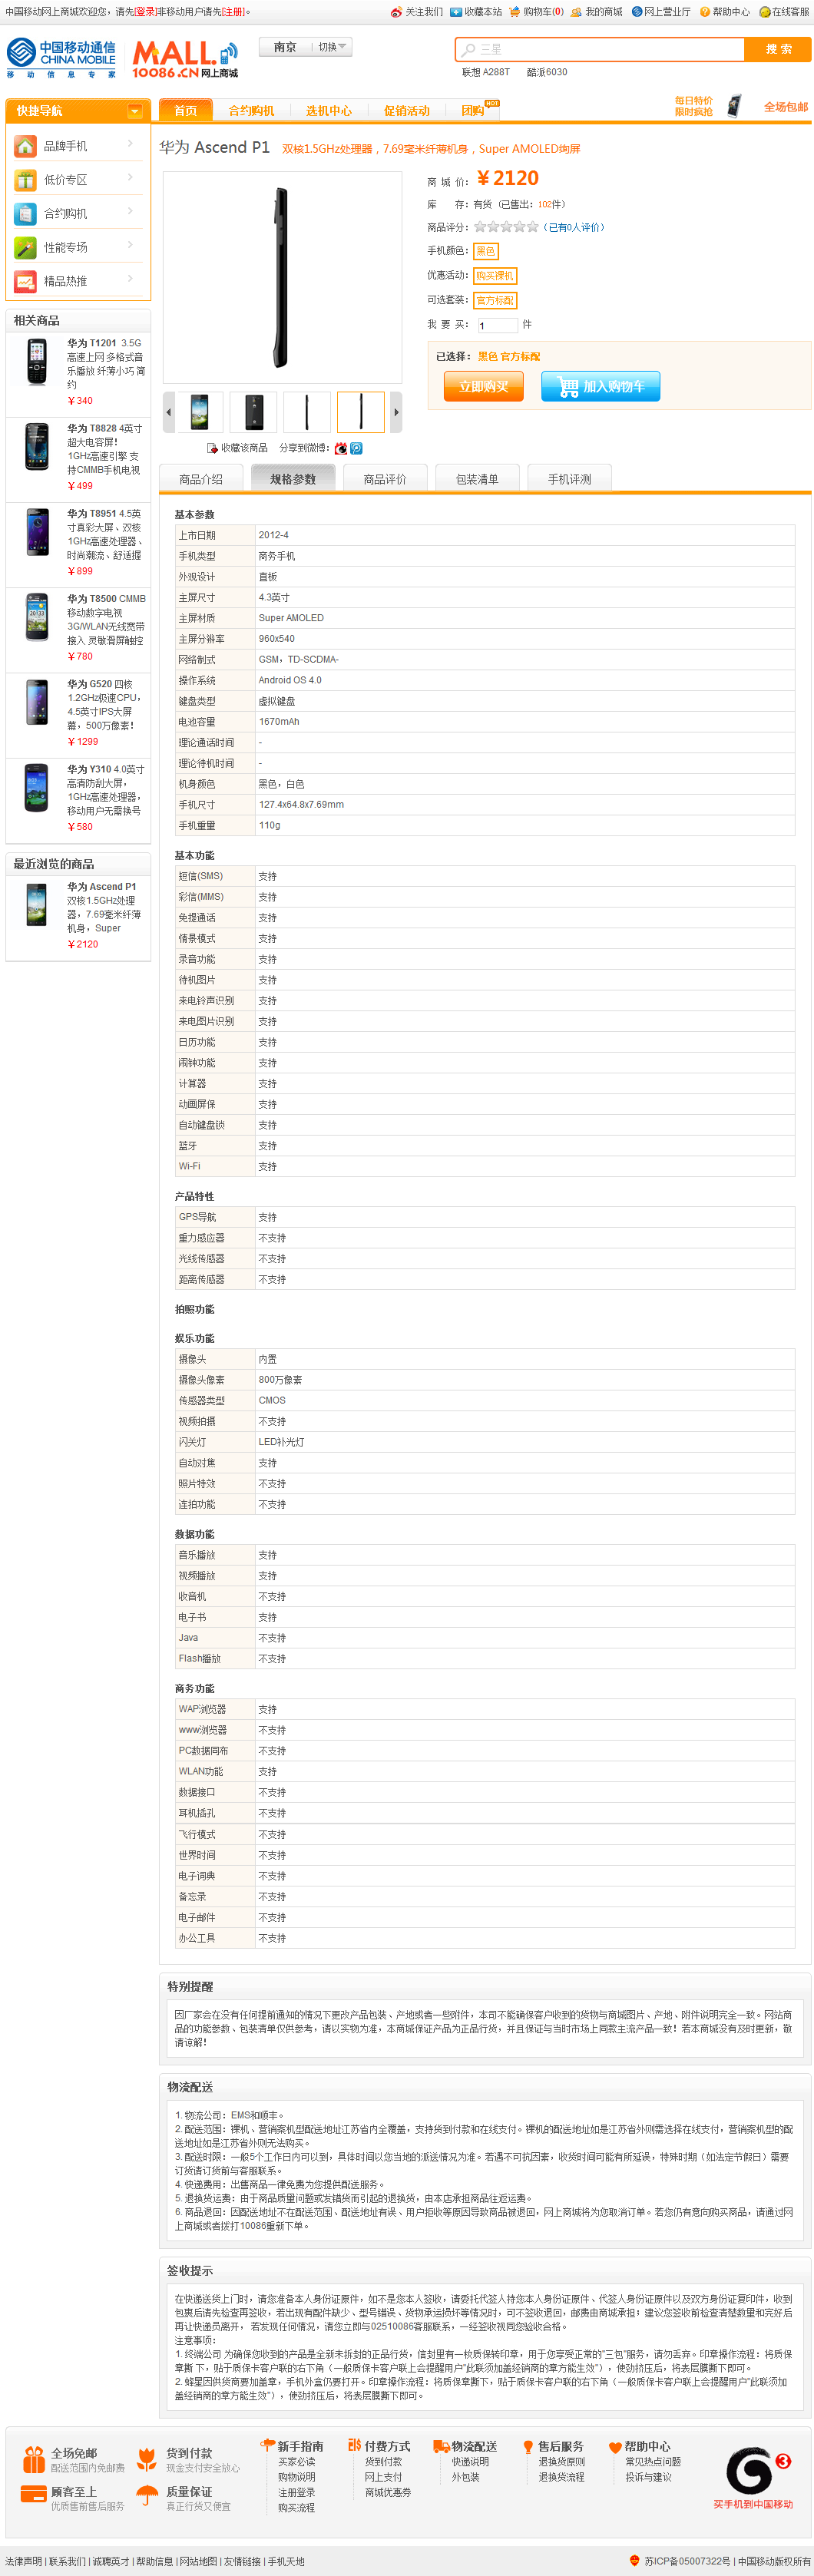 中国移动网上商城欢迎您，请先[登录]非移动用户请先[注册]。 关注我们 收藏本站 购物车(0) 我的商城 网上营业厅 帮助中心 在线客服
中国移动通信
CHINA MOBILE
移 动 信 息 专 家
MALL.
10086.CN 网上商城
南京 切换
三星 搜 索
联想 A288T 酷派6030
快捷导航
首页 合约购机 选机中心 促销活动 团购 HOT
每日特价
限时疯抢
全场包邮
品牌手机
低价专区
合约购机
性能专场
精品热推
华为 Ascend P1 双核1.5GHz处理器，7.69毫米纤薄机身，Super AMOLED绚屏
商 城 价： ￥2120
库 存：有货（已售出：102件）
商品评分： （已有0人评价）
手机颜色：黑色
优惠活动：购买裸机
可选套装：官方标配
我 要 买：1 件
已选择：黑色 官方标配
立即购买 加入购物车
收藏该商品 分享到微博：
相关商品
华为 T1201 3.5G
高速上网 多格式音
乐播放 纤薄小巧 简
约
￥340
华为 T8828 4英寸
超大电容屏！
1GHz高速引擎 支
持CMMB手机电视
￥499
华为 T8951 4.5英
寸真彩大屏、双核
1GHz高速处理器、
时尚潮流、舒适握
￥899
华为 T8500 CMMB
移动数字电视
3G/WLAN无线宽带
接入 灵敏滑屏触控
￥780
华为 G520 四核
1.2GHz极速CPU，
4.5英寸IPS大屏
幕，500万像素！
￥1299
华为 Y310 4.0英寸
高清防刮大屏，
1GHz高速处理器，
移动用户无需换号
￥580
最近浏览的商品
华为 Ascend P1
双核1.5GHz处理
器，7.69毫米纤薄
机身，Super
￥2120
商品介绍 规格参数 商品评价 包装清单 手机评测
基本参数
上市日期 2012-4
手机类型 商务手机
外观设计 直板
主屏尺寸 4.3英寸
主屏材质 Super AMOLED
主屏分辨率 960x540
网络制式 GSM，TD-SCDMA-
操作系统 Android OS 4.0
键盘类型 虚拟键盘
电池容量 1670mAh
理论通话时间 -
理论待机时间 -
机身颜色 黑色，白色
手机尺寸 127.4x64.8x7.69mm
手机重量 110g
基本功能
短信(SMS) 支持
彩信(MMS) 支持
免提通话 支持
情景模式 支持
录音功能 支持
待机图片 支持
来电铃声识别 支持
来电图片识别 支持
日历功能 支持
闹钟功能 支持
计算器 支持
动画屏保 支持
自动键盘锁 支持
蓝牙 支持
Wi-Fi 支持
产品特性
GPS导航 支持
重力感应器 不支持
光线传感器 不支持
距离传感器 不支持
拍照功能
娱乐功能
摄像头 内置
摄像头像素 800万像素
传感器类型 CMOS
视频拍摄 不支持
闪关灯 LED补光灯
自动对焦 支持
照片特效 不支持
连拍功能 不支持
数据功能
音乐播放 支持
视频播放 支持
收音机 不支持
电子书 支持
Java 不支持
Flash播放 不支持
商务功能
WAP浏览器 支持
www浏览器 不支持
PC数据同布 不支持
WLAN功能 支持
数据接口 不支持
耳机插孔 不支持
飞行模式 不支持
世界时间 不支持
电子词典 不支持
备忘录 不支持
电子邮件 不支持
办公工具 不支持
特别提醒
因厂家会在没有任何提前通知的情况下更改产品包装、产地或者一些附件，本司不能确保客户收到的货物与商城图片、产地、附件说明完全一致。网站商
品的功能参数、包装清单仅供参考，请以实物为准，本商城保证产品为正品行货，并且保证与当时市场上同款主流产品一致！若本商城没有及时更新，敬
请谅解！
物流配送
1. 物流公司：EMS和顺丰。
2. 配送范围：裸机、营销案机型配送地址江苏省内全覆盖，支持货到付款和在线支付。裸机的配送地址如是江苏省外则需选择在线支付，营销案机型的配
送地址如是江苏省外则无法购买。
3. 配送时限：一般5个工作日内可以到，具体时间以您当地的派送情况为准。若遇不可抗因素，收货时间可能有所延误，特殊时期（如法定节假日）需要
订货请订货前与客服联系。
4. 快递费用：出售商品一律免费为您提供配送服务。
5. 退换货运费：由于商品质量问题或发错货而引起的退换货，由本店承担商品往返运费。
6. 商品退回：因配送地址不在配送范围、配送地址有误、用户拒收等原因导致商品被退回，网上商城将为您取消订单。若您仍有意向购买商品，请通过网
上商城或者拨打10086重新下单。
签收提示
在快递送货上门时，请您准备本人身份证原件，如不是您本人签收，请委托代签人持您本人身份证原件、代签人身份证原件以及双方身份证复印件，收到
包裹后请先检查再签收，若出现有配件缺少、型号错误、货物承运损坏等情况时，可不签收退回，邮费由商城承担；建议您签收前检查清楚数量和完好后
再让快递员离开， 若发现任何情况，请您立即与02510086客服联系，一经签收视同您验收合格。
注意事项：
1. 终端公司 为确保您收到的产品是全新未拆封的正品行货，信封里有一枚质保转印章，用于您享受正常的"三包"服务，请勿丢弃。印章操作流程：将质保
章撕 下，贴于质保卡客户联的右下角（一般质保卡客户联上会提醒用户"此联须加盖经销商的章方能生效"），使劲挤压后，将表层膜撕下即可。
2. 蜂星因供货商要加盖章，手机外盒仍要打开。印章操作流程：将质保章撕下，贴于质保卡客户联的右下角（一般质保卡客户联上会提醒用户"此联须加
盖经销商的章方能生效"），使劲挤压后，将表层膜撕下即可。
全场免邮
配送范围内免邮费
货到付款
现金支付安全放心
顾客至上
优质售前售后服务
质量保证
真正行货又便宜
新手指南
买家必读
购物说明
注册登录
购买流程
付费方式
货到付款
网上支付
商城优惠劵
物流配送
快递说明
外包装
售后服务
退换货原则
退换货流程
帮助中心
常见热点问题
投诉与建议
3
买手机到中国移动
法律声明 | 联系我们 | 诚聘英才 | 帮助信息 | 网站地图 | 友情链接 | 手机天地 苏ICP备05007322号 | 中国移动版权所有